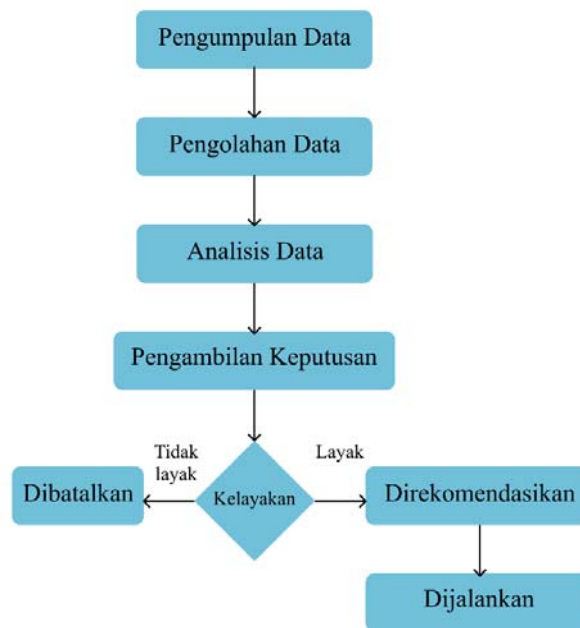 Pengumpulan Data
Pengolahan Data
Analisis Data
Pengambilan Keputusan
Tidak
layak
Layak
Dibatalkan
Kelayakan
Direkomendasikan
Dijalankan